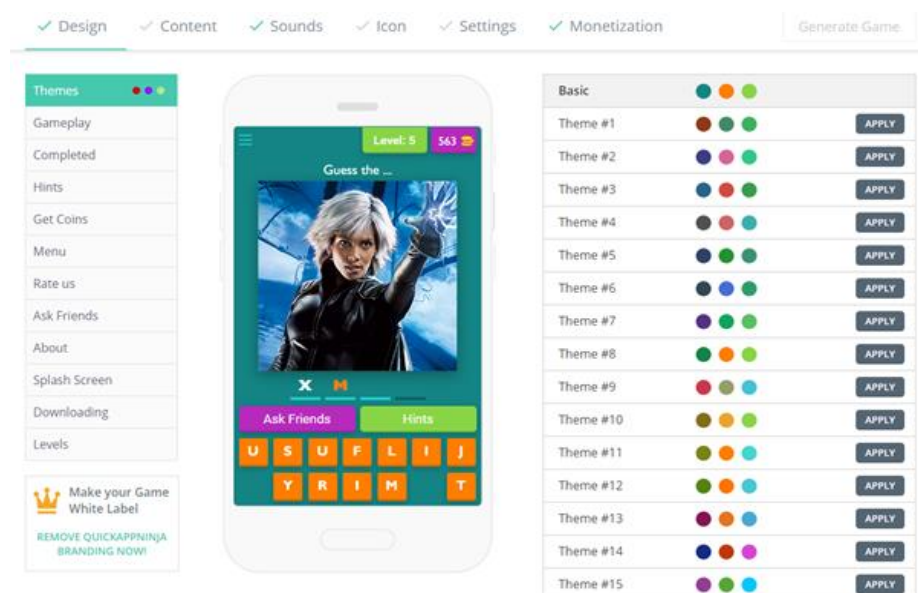 Design
Content
Sounds
Icon
Settings
Monetization
Generate Game
Themes
Gameplay
Completed
Hints
Get Coins
Menu
Rate us
Ask Friends
About
Splash Screen
Downloading
Levels
Make your Game
White Label
REMOVE QUICKAPPNINJA
BRANDING NOW!
Level: 5
563
Guess the ...
X M
Ask Friends
Hints
U S U F L I J
Y R I M T
Basic
Theme #1 APPLY
Theme #2 APPLY
Theme #3 APPLY
Theme #4 APPLY
Theme #5 APPLY
Theme #6 APPLY
Theme #7 APPLY
Theme #8 APPLY
Theme #9 APPLY
Theme #10 APPLY
Theme #11 APPLY
Theme #12 APPLY
Theme #13 APPLY
Theme #14 APPLY
Theme #15 APPLY